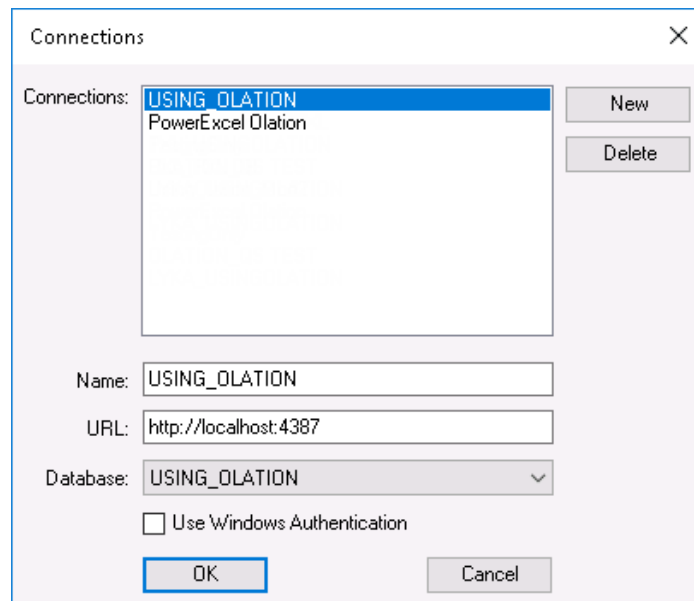 Connections
Connections:
USING_OLATION
PowerExcel Olation
New
Delete
Name: USING_OLATION
URL: http://localhost:4387
Database: USING_OLATION
Use Windows Authentication
OK
Cancel